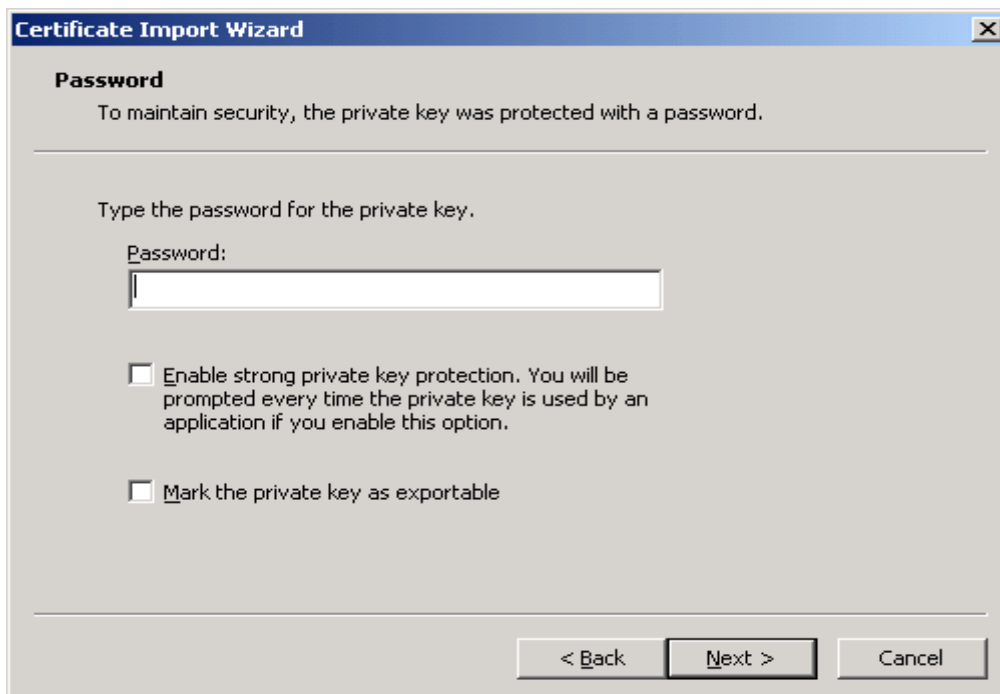 Certificate Import Wizard
Password
To maintain security, the private key was protected with a password.
Type the password for the private key.
Password:
Enable strong private key protection. You will
prompted every time the private key is used by an
application if you enable this option.
Mark the private key as exportable
< Back Next > Cancel